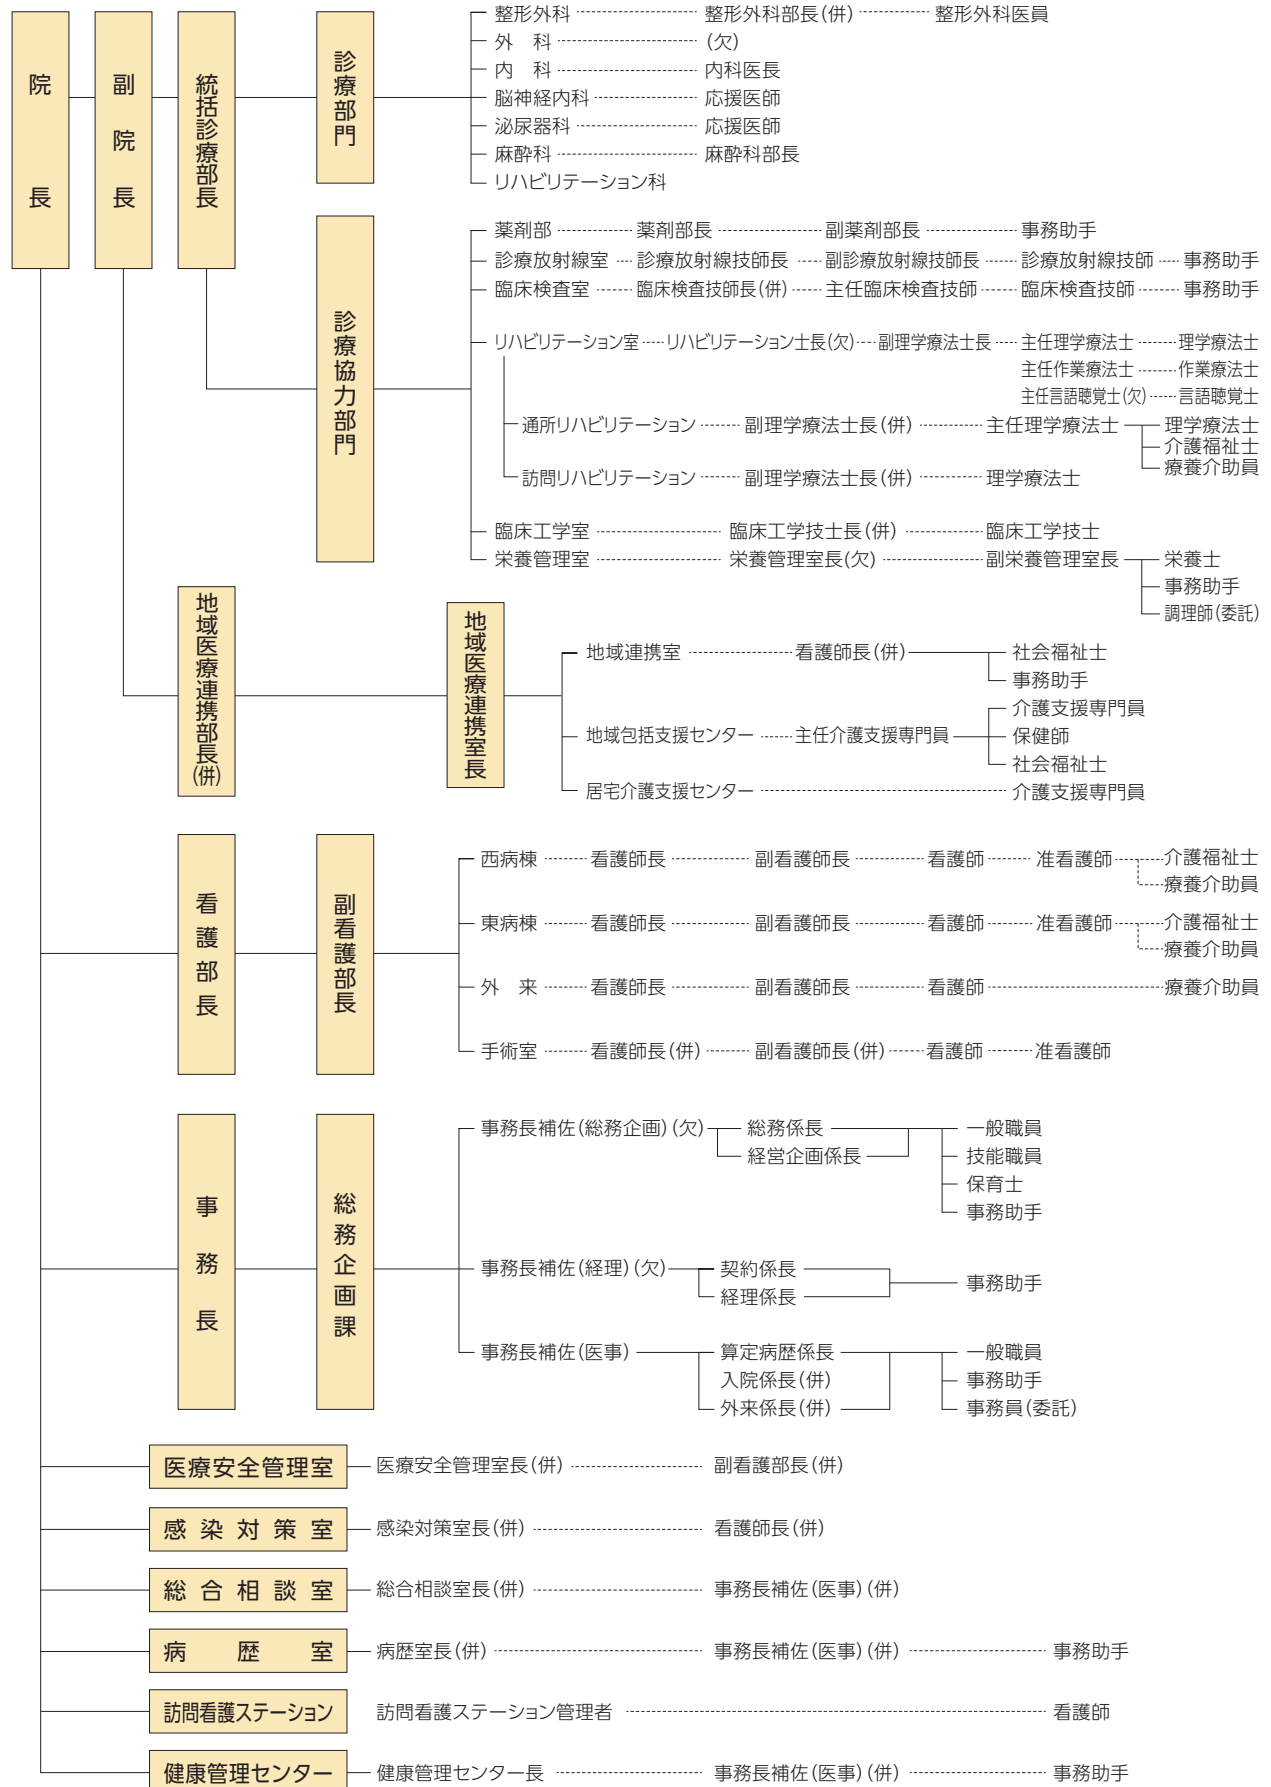 院長
副院長
統括診療部長
診療部門
整形外科 整形外科部長(併) 整形外科医員
外 科 (欠)
内 科 内科医長
脳神経内科 応援医師
泌尿器科 応援医師
麻酔科 麻酔科部長
リハビリテーション科
診療協力部門
薬剤部 薬剤部長 副薬剤部長 事務助手
診療放射線室 診療放射線技師長 副診療放射線技師長 診療放射線技師 事務助手
臨床検査室 臨床検査技師長(併) 主任臨床検査技師 臨床検査技師 事務助手
リハビリテーション室 リハビリテーション士長(欠) 副理学療法士長 主任理学療法士 理学療法士
主任作業療法士 作業療法士
主任言語聴覚士(欠) 言語聴覚士
通所リハビリテーション 副理学療法士長(併) 主任理学療法士 理学療法士
介護福祉士
療養介助員
訪問リハビリテーション 副理学療法士長(併) 理学療法士
臨床工学室 臨床工学技士長(併) 臨床工学技士
栄養管理室 栄養管理室長(欠) 副栄養管理室長 栄養士
事務助手
調理師(委託)
地域医療連携部長(併)
地域医療連携室長
地域連携室 看護師長(併) 社会福祉士
事務助手
介護支援専門員
地域包括支援センター 主任介護支援専門員 保健師
社会福祉士
居宅介護支援センター 介護支援専門員
看護部長
副看護部長
西病棟 看護師長 副看護師長 看護師 准看護師 介護福祉士
療養介助員
東病棟 看護師長 副看護師長 看護師 准看護師 介護福祉士
療養介助員
外 来 看護師長 副看護師長 看護師 療養介助員
手術室 看護師長(併) 副看護師長(併) 看護師 准看護師
事務長
総務企画課
事務長補佐(総務企画)(欠) 総務係長 一般職員
経営企画係長 技能職員
保育士
事務助手
事務長補佐(経理)(欠) 契約係長 事務助手
経理係長
事務長補佐(医事) 算定病歴係長 一般職員
入院係長(併) 事務助手
外来係長(併) 事務員(委託)
医療安全管理室 医療安全管理室長(併) 副看護部長(併)
感染対策室 感染対策室長(併) 看護師長(併)
総合相談室 総合相談室長(併) 事務長補佐(医事)(併)
病歴室 病歴室長(併) 事務長補佐(医事)(併) 事務助手
訪問看護ステーション 訪問看護ステーション管理者 看護師
健康管理センター 健康管理センター長 事務長補佐(医事)(併) 事務助手